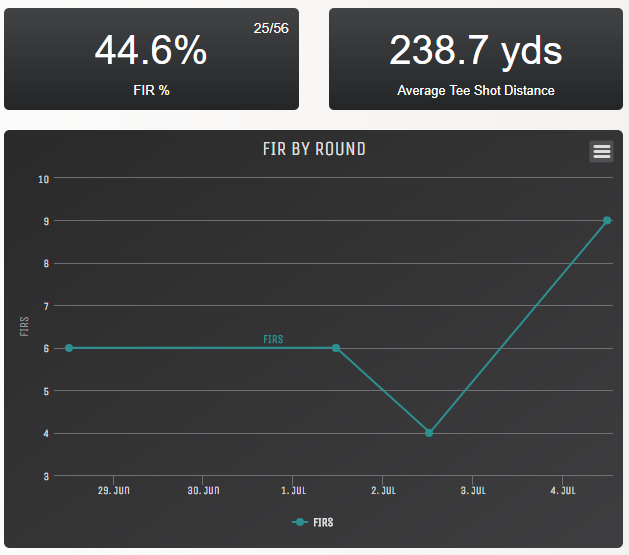 25/56
44.6%
FIR %
238.7 yds
Average Tee Shot Distance
FIR BY ROUND
10
9
8
7
6
5
4
3
FIRS
FIRS
29. JUN
30. JUN
1. JUL
2. JUL
3. JUL
4. JUL
FIRS